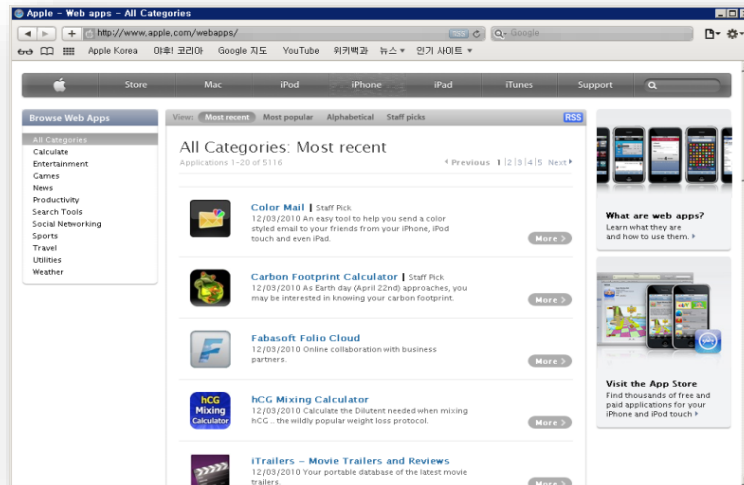 Apple - Web apps - All Categories
http://www.apple.com/webapps/
RSS
Q- Google
Apple Korea 야후! 코리아 Google 지도 YouTube 위키백과 뉴스 인기 사이트
Store Mac iPod iPhone iPad iTunes Support
Browse Web Apps
All Categories
Calculate
Entertainment
Games
News
Productivity
Search Tools
Social Networking
Sports
Travel
Utilities
Weather
View: Most recent Most popular Alphabetical Staff picks RSS
All Categories: Most recent
Applications 1-20 of 5116
Previous 1 |2|3|4|5 Next
Color Mail | Staff Pick
12/03/2010 An easy tool to help you send a color
styled email to your friends from your iPhone, iPod
touch and even iPad.
More >
Carbon Footprint Calculator | Staff Pick
12/03/2010 As Earth day (April 22nd) approaches, you
may be interested in knowing your carbon footprint.
More >
Fabasoft Folio Cloud
12/03/2010 Online collaboration with business
partners.
More >
hCG
Mixing
Calculator
hCG Mixing Calculator
12/03/2010 Calculate the Dilutent needed when mixing
hCG .. the wildly popular weight loss protocol.
More >
iTrailers - Movie Trailers and Reviews
12/03/2010 Your portable database of the latest movie
trailers.
More >
What are web apps?
Learn what they are
and how to use them.
Visit the App Store
Find thousands of free and
paid applications for your
iPhone and iPod touch